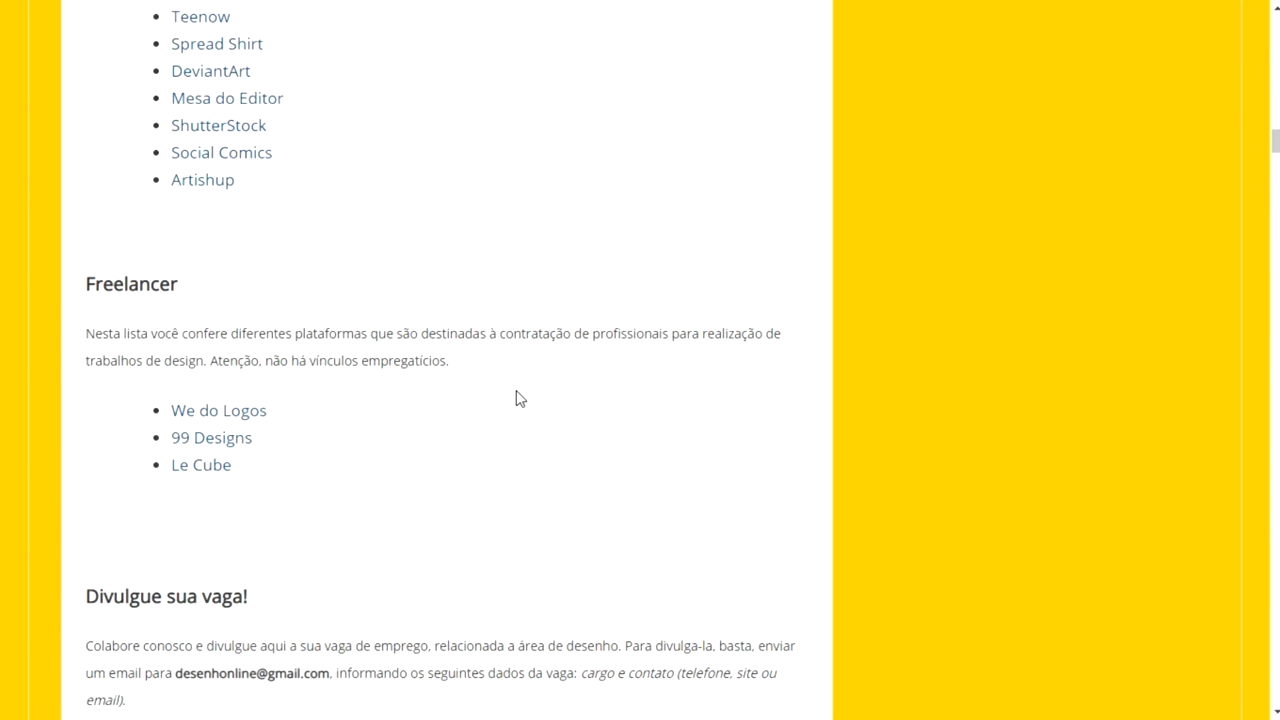 Teenow
Spread Shirt
DeviantArt
Mesa do Editor
ShutterStock
Social Comics
Artishup
Freelancer
Nesta lista você confere diferentes plataformas que são destinadas à contratação de profissionais para realização de
trabalhos de design. Atenção, não há vínculos empregatícios.
We do Logos
99 Designs
Le Cube
Divulgue sua vaga!
Colabore conosco e divulgue aqui a sua vaga de emprego, relacionada a área de desenho. Para divulga-la, basta, enviar
um email para desenhonline@gmail.com, informando os seguintes dados da vaga: cargo e contato (telefone, site ou
email).